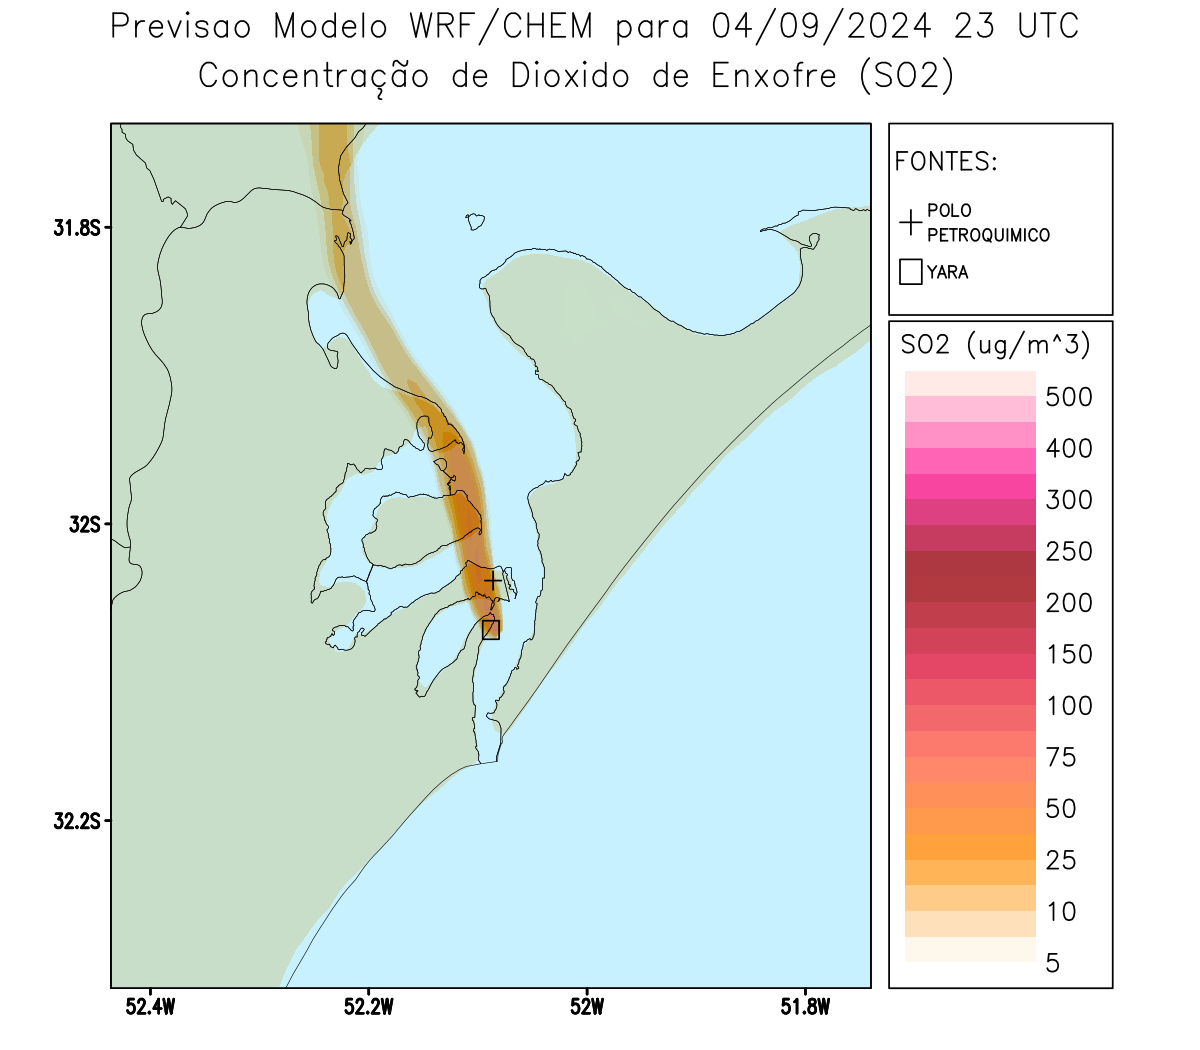 Previsao Modelo WRF/CHEM para 04/09/2024 23 UTC
Concentração de Dioxido de Enxofre (SO2)
FONTES:
POLO
PETROQUIMICO
YARA
SO2 (ug/m^3)
500
400
300
250
200
150
100
75
50
25
10
5
31.8S
32S
32.2S
52.4W
52.2W
52W
51.8W